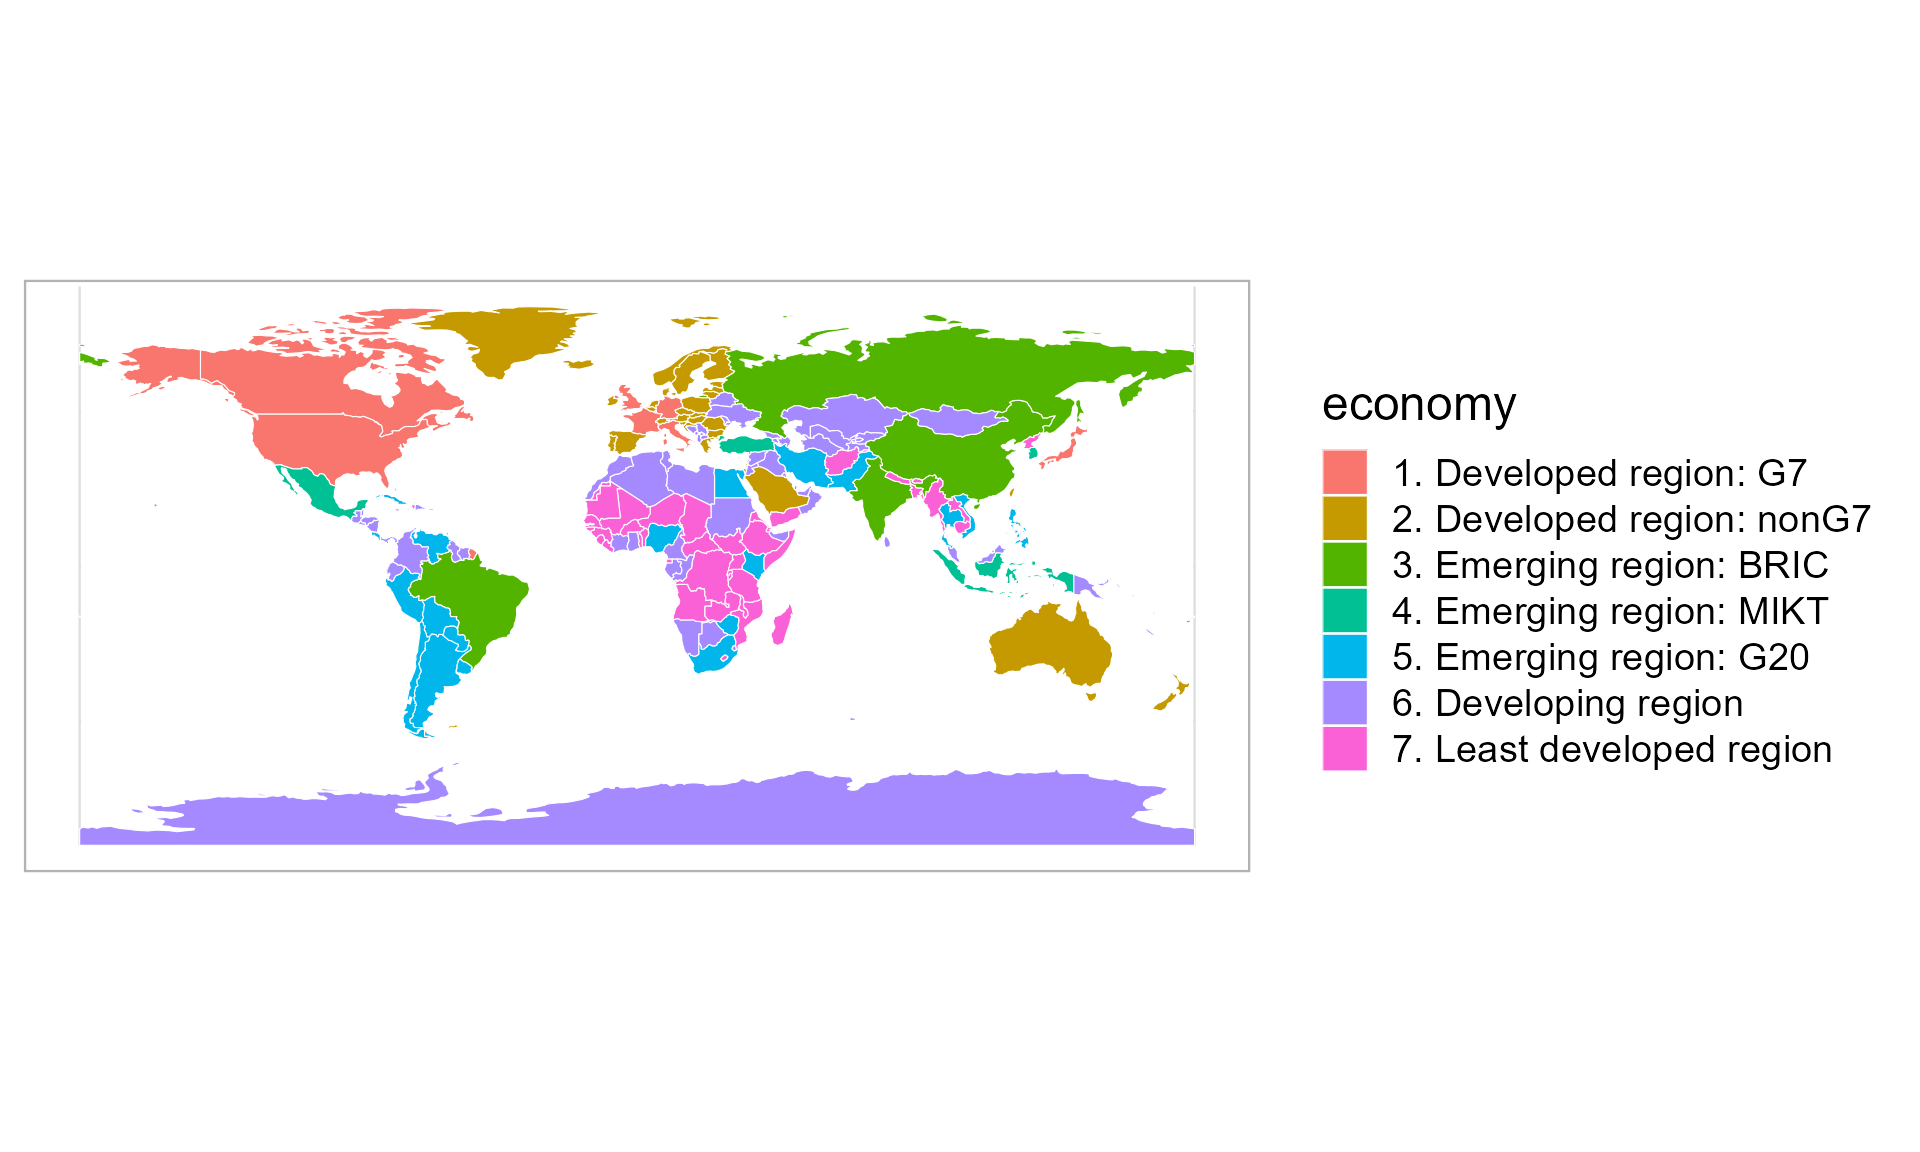 economy
1. Developed region: G7
2. Developed region: nonG7
3. Emerging region: BRIC
4. Emerging region: MIKT
5. Emerging region: G20
6. Developing region
7. Least developed region